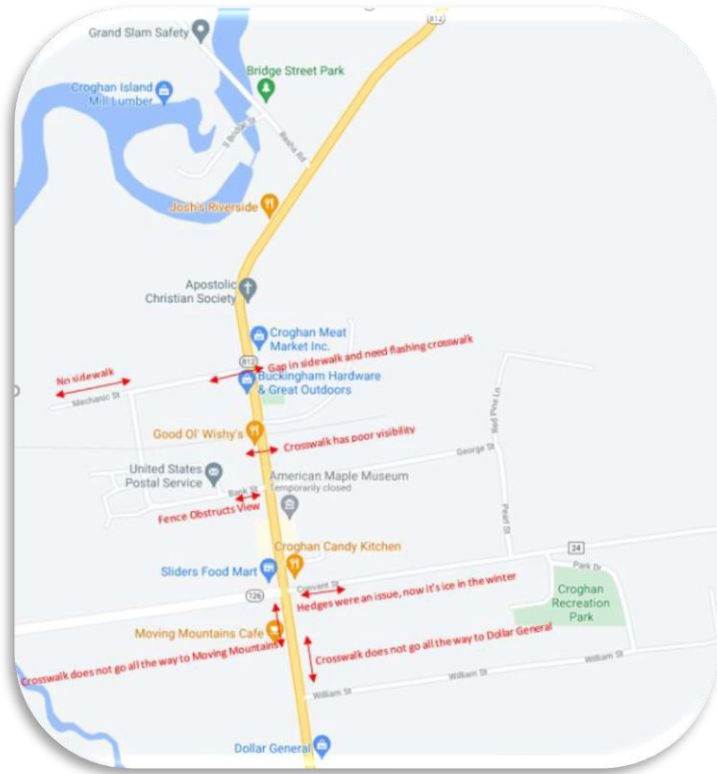 812
Grand Slam Safety
Bridge Street Park
Croghan Island
Mill Lumber
S Bridge St
Resha Rd
Josh's Riverside
Apostolic
Christian Society
Croghan Meat
Market Inc.
812
Gap in sidewalk and need flashing crosswalk
No sidewalk
Mechanic St
Buckingham Hardware
& Great Outdoors
Red Pine Ln
Good Ol' Wishy's
Crosswalk has poor visibility
George St
United States
Postal Service
American Maple Museum
Temporarily closed
Bank St
Fence Obstructs View
Pearl St
Croghan Candy Kitchen
24
Sliders Food Mart
Park Dr
Convent St
126
Hedges were an issue, now it's ice in the winter
Croghan
Recreation
Park
Moving Mountains Cafe
Crosswalk does not go all the way to Moving Mountains
Crosswalk does not go all the way to Dollar General
William St
William St
William St
Dollar General